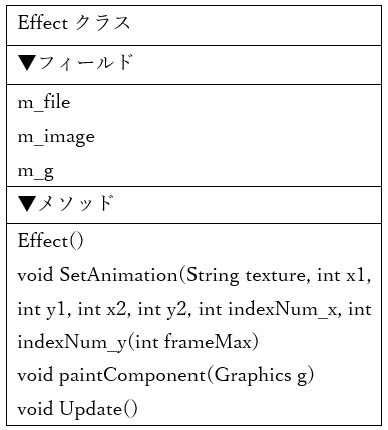 Effect クラス
▼フィールド
m_file
m_image
m_g
▼メソッド
Effect()
void SetAnimation(String texture, int x1,
int y1, int x2, int y2, int indexNum_x, int
indexNum_y(int frameMax)
void paintComponent(Graphics g)
void Update()